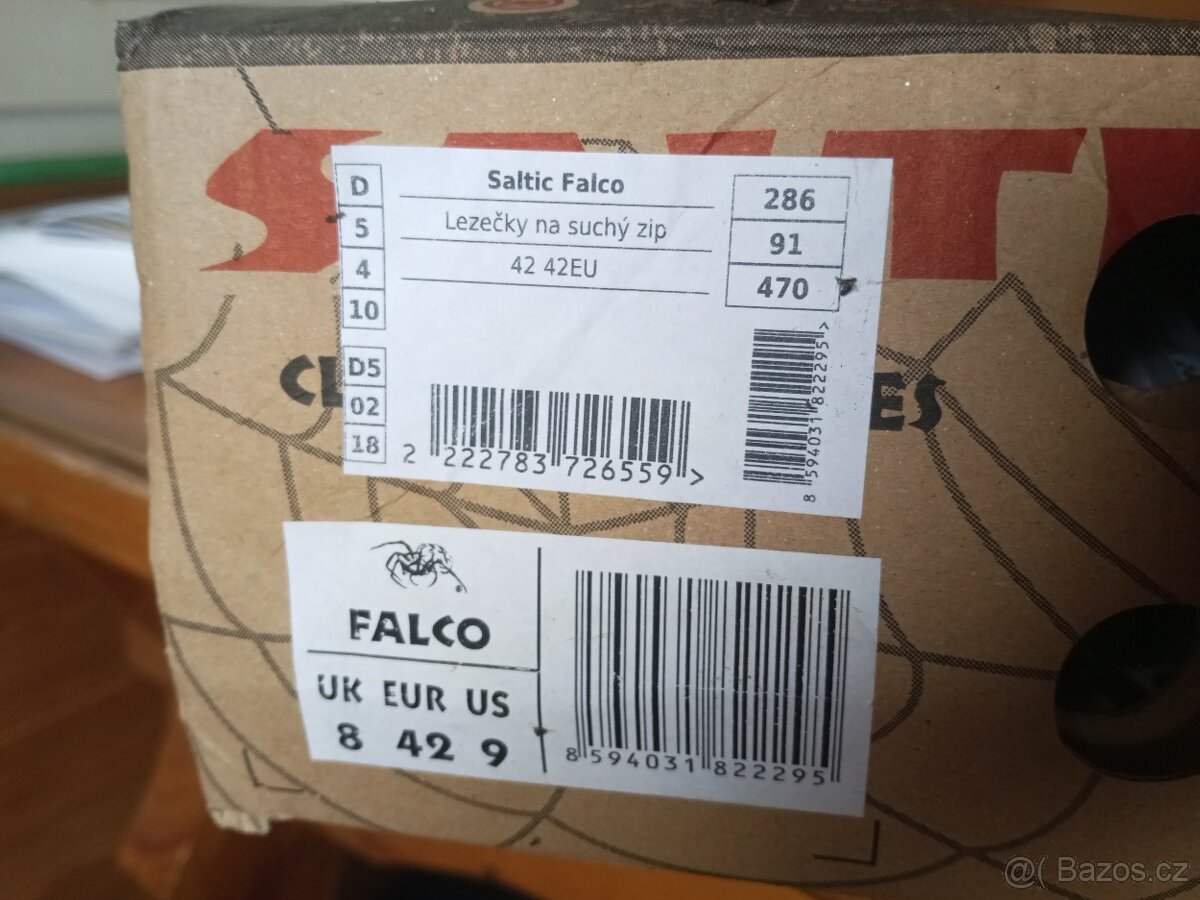 D
5
4
10
D5
02
18
Saltic Falco
Lezečky na suchý zip
42 42EU
286
91
470
2 222783 726559 >
8 594031 822295 >
ES
FALCO
UK EUR US
8 42 9
8 594031 822295
@( Bazos.cz